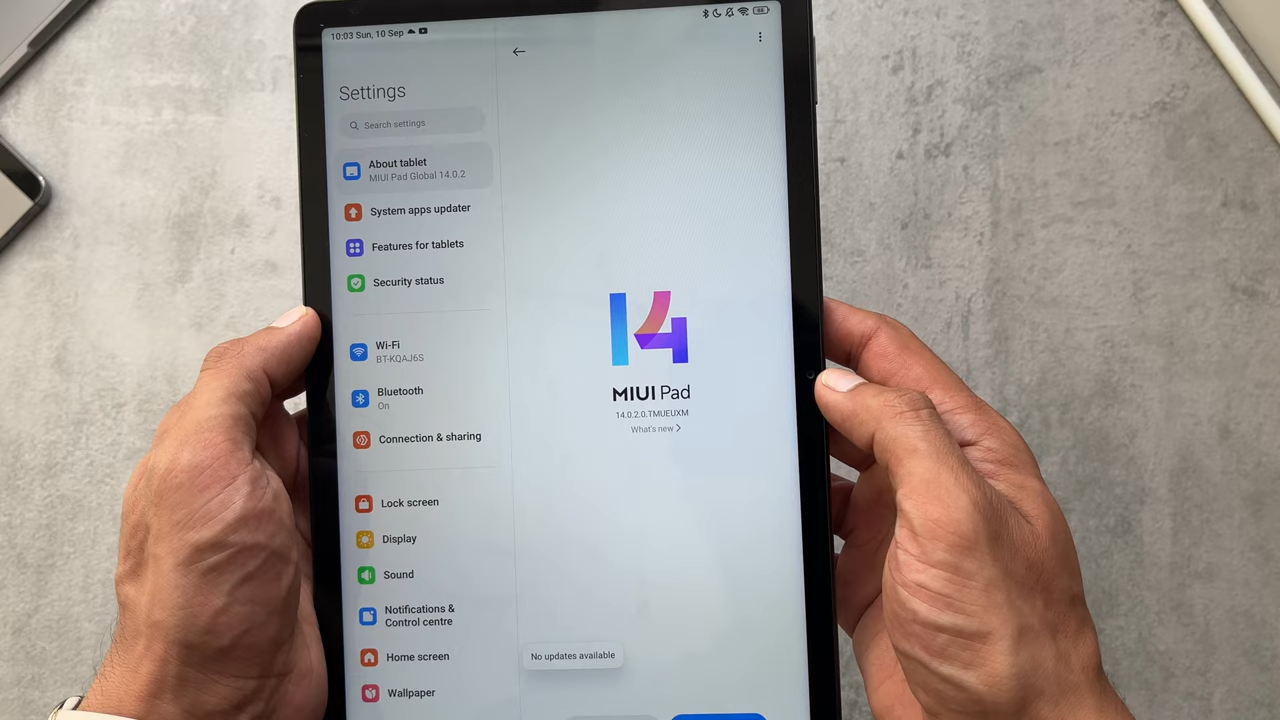 10:03 Sun, 10 Sep
Settings
Search settings
About tablet
MIUI Pad Global 14.0.2
System apps updater
Features for tablets
Security status
Wi-Fi
BT-KQAJ6S
Bluetooth
On
Connection & sharing
Lock screen
Display
Sound
Notifications &
Control centre
Home screen
Wallpaper
14
MIUI Pad
14.0.2.0.TMUEUXM
What's new
No updates available